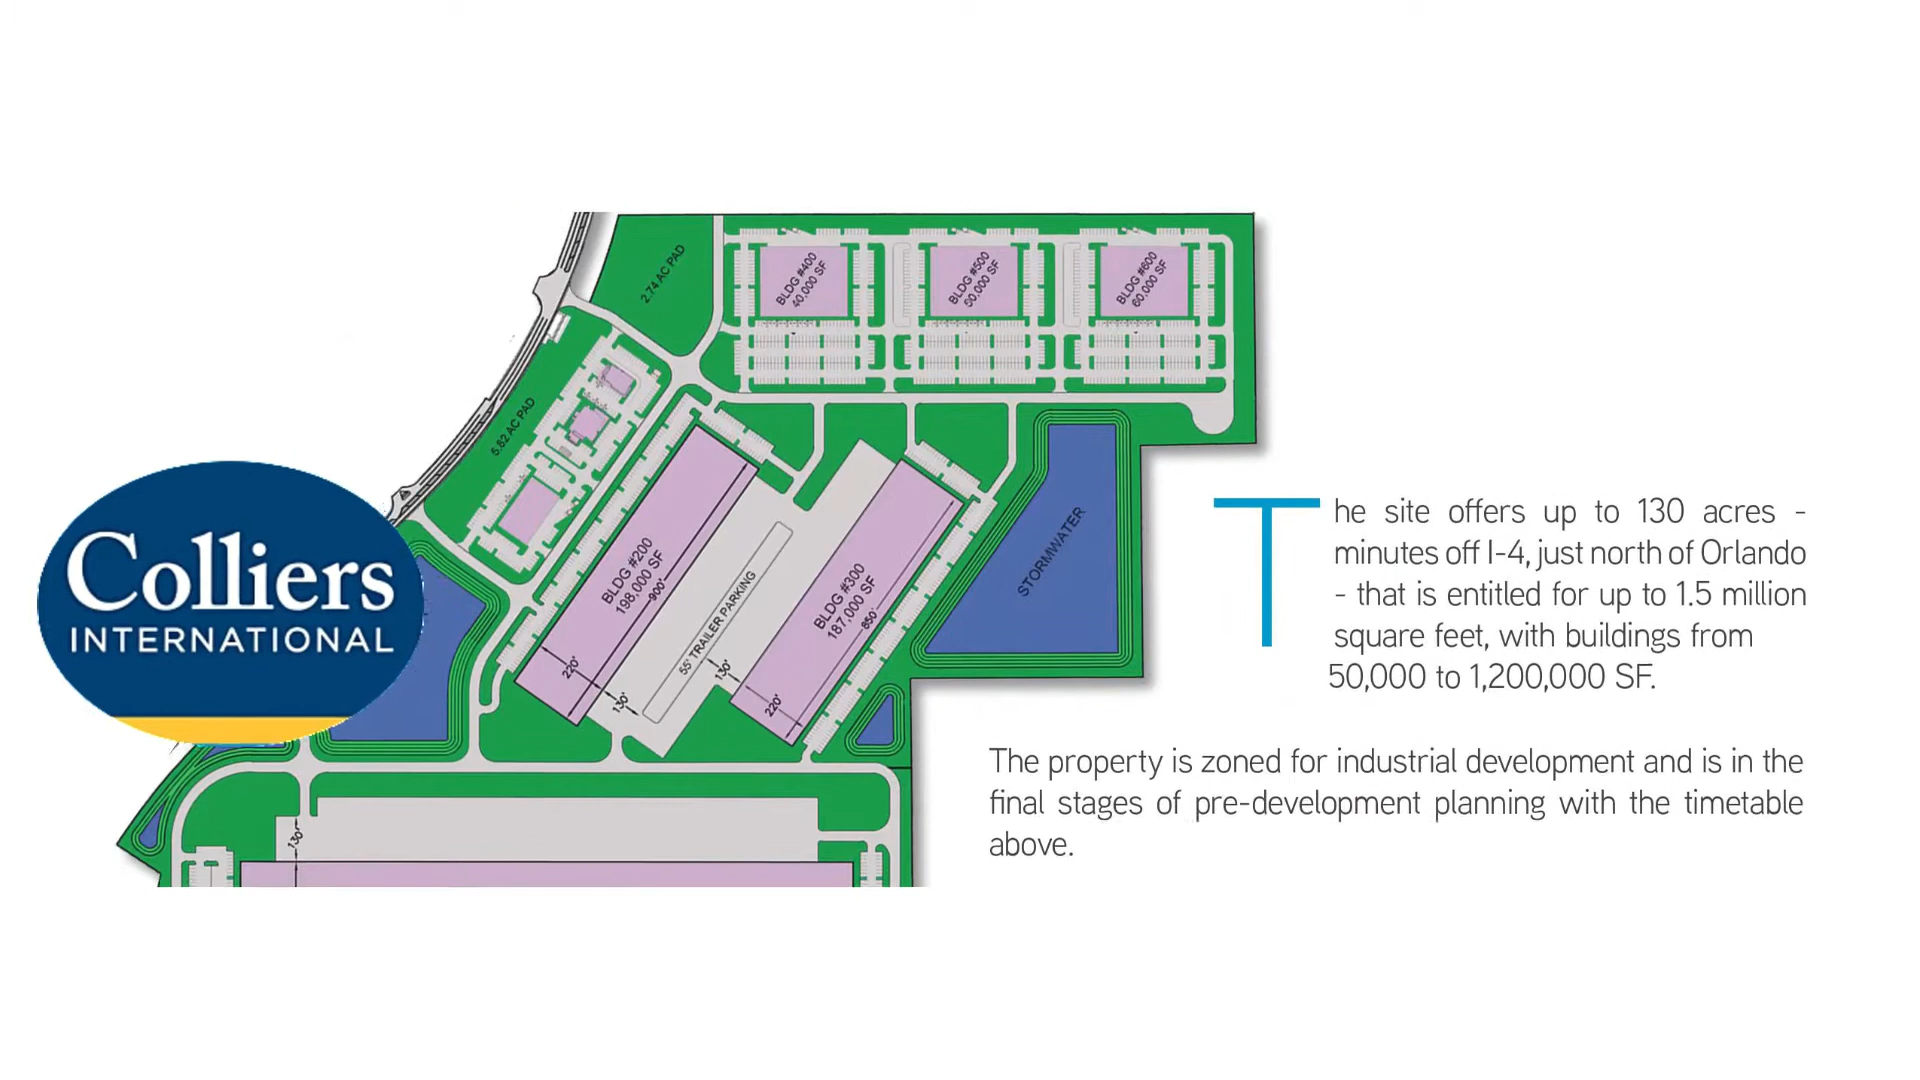 2.74 AC PAD
BLDG #400
40,000 SF
BLDG #500
50,000 SF
BLDG #600
60,000 SF
5.82 AC PAD
Colliers
INTERNATIONAL
BLDG #200
198,000 SF
900'
220'
130'
55' TRAILER PARKING
130'
BLDG #300
187,000 SF
850'
220'
STORMWATER
130'
The site offers up to 130 acres -
minutes off I-4, just north of Orlando
- that is entitled for up to 1.5 million
square feet, with buildings from
50,000 to 1,200,000 SF.
The property is zoned for industrial development and is in the
final stages of pre-development planning with the timetable
above.